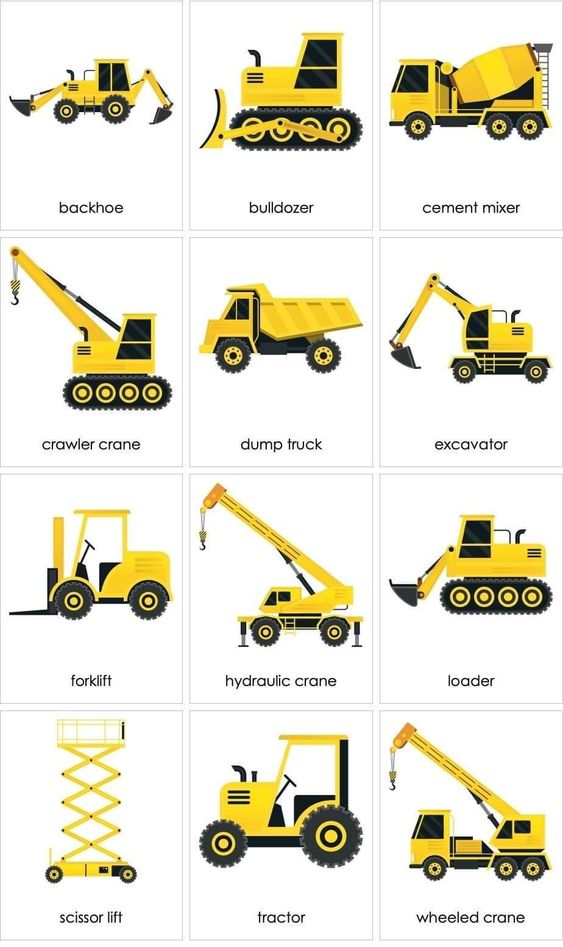 backhoe
bulldozer
cement mixer
crawler crane
dump truck
excavator
forklift
hydraulic crane
loader
scissor lift
tractor
wheeled crane